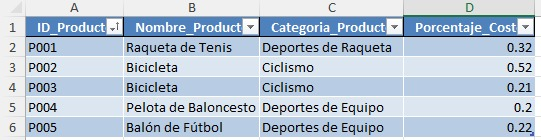 A B C D
1 ID_Product Nombre_Product Categoria_Product Porcentaje_Cost
2 P001 Raqueta de Tenis Deportes de Raqueta 0.32
3 P002 Bicicleta Ciclismo 0.52
4 P003 Bicicleta Ciclismo 0.21
5 P004 Pelota de Baloncesto Deportes de Equipo 0.2
6 P005 Balón de Fútbol Deportes de Equipo 0.22